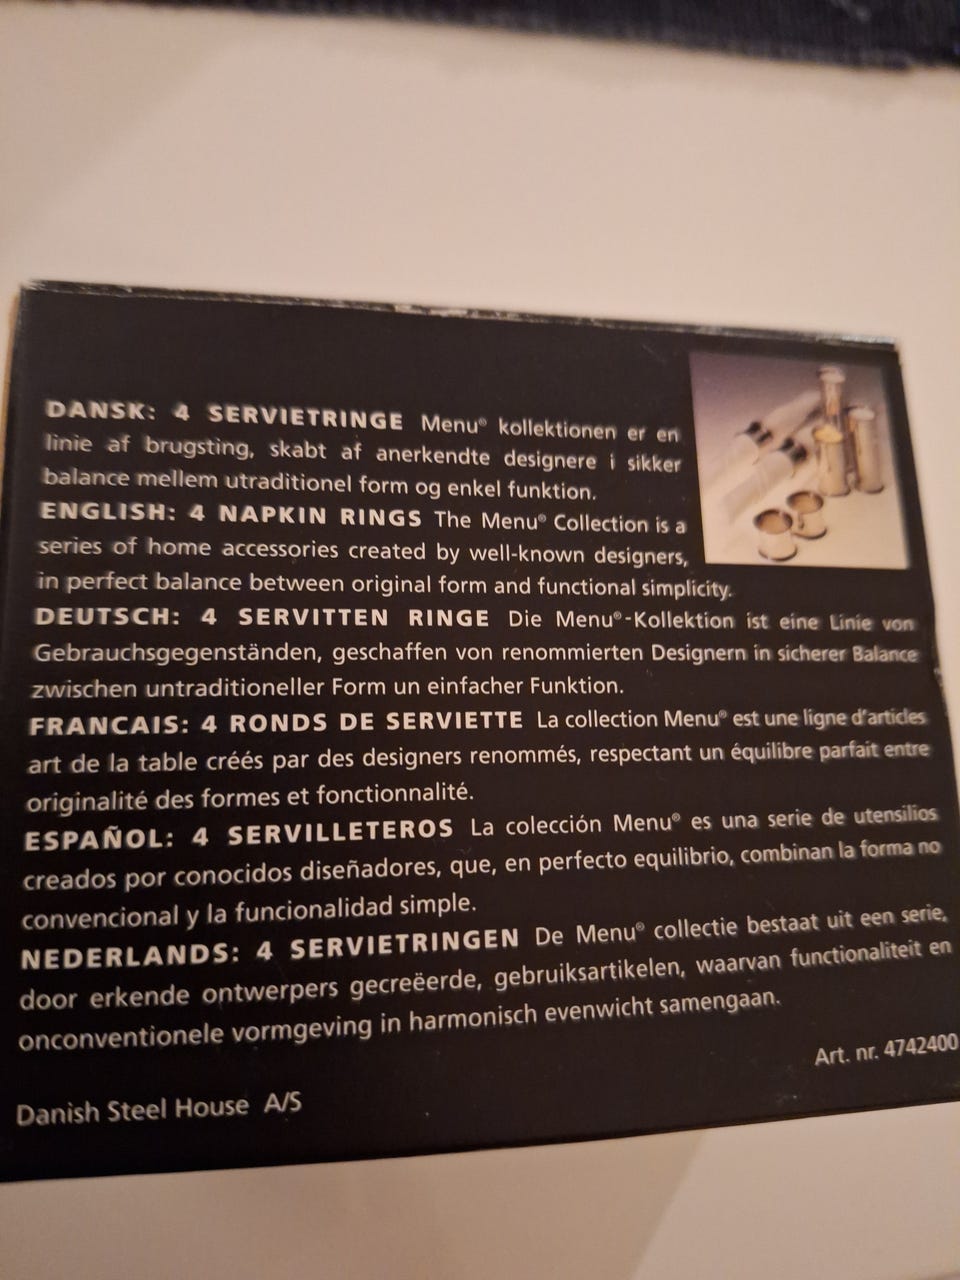 DANSK: 4 SERVIETRINGE Menu® kollektionen er en
linie af brugsting, skabt af anerkendte designere i sikker
balance mellem utraditionel form og enkel funktion.
ENGLISH: 4 NAPKIN RINGS The Menu® Collection is a
series of home accessories created by well-known designers,
in perfect balance between original form and functional simplicity.
DEUTSCH: 4 SERVITTEN RINGE Die Menu®-Kollektion ist eine Linie von
Gebrauchsgegenständen, geschaffen von renommierten Designern in sicherer Balance
zwischen untraditioneller Form un einfacher Funktion.
FRANCAIS: 4 RONDS DE SERVIETTE La collection Menu® est une ligne d'articles
art de la table créés par des designers renommés, respectant un équilibre parfait entre
originalité des formes et fonctionnalité.
ESPAÑOL: 4 SERVILLETEROS La colección Menu® es una serie de utensilios
creados por conocidos diseñadores, que, en perfecto equilibrio, combinan la forma no
convencional y la funcionalidad simple.
NEDERLANDS: 4 SERVIETRINGEN De Menu® collectie bestaat uit een serie,
door erkende ontwerpers gecreëerde, gebruiksartikelen, waarvan functionaliteit en
onconventionele vormgeving in harmonisch evenwicht samengaan.
Art. nr. 4742400
Danish Steel House A/S